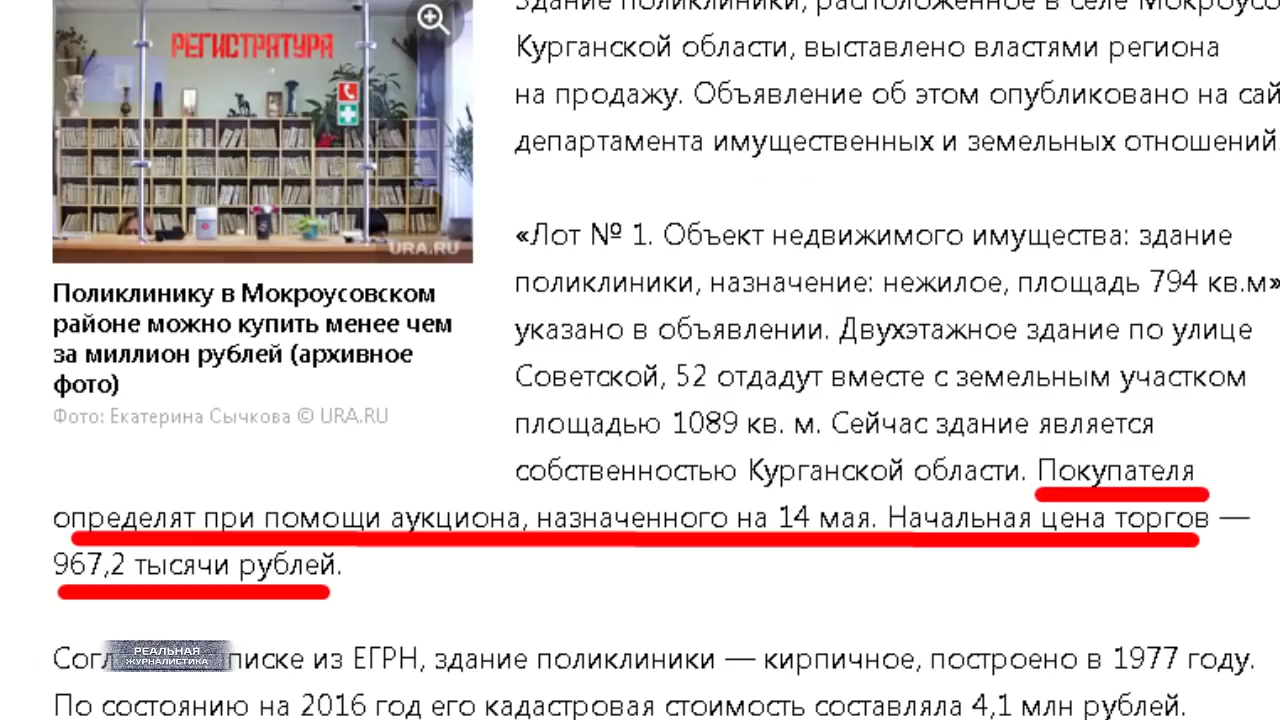 РЕГИСТРАТУРА
URA.RU
Поликлинику в Мокроусовском
районе можно купить менее чем
за миллион рублей (архивное
фото)
Фото: Екатерина Сычкова © URA.RU
Здание поликлиники, расположенное в селе
Курганской области, выставлено властями региона
на продажу. Объявление об этом опубликовано на
департамента имущественных и земельных отношений.
«Лот № 1. Объект недвижимого имущества: здание
поликлиники, назначение: нежилое, площадь 794 кв.м»
указано в объявлении. Двухэтажное здание по улице
Советской, 52 отдадут вместе с земельным участком
площадью 1089 кв. м. Сейчас здание является
собственностью Курганской области. Покупателя
определят при помощи аукциона, назначенного на 14 мая. Начальная цена торгов —
967,2 тысячи рублей.
РЕАЛЬНАЯ
ЖУРНАЛИСТИКА
из ЕГРН, здание поликлиники — кирпичное, построено в 1977 году.
По состоянию на 2016 год его кадастровая стоимость составляла 4,1 млн рублей.